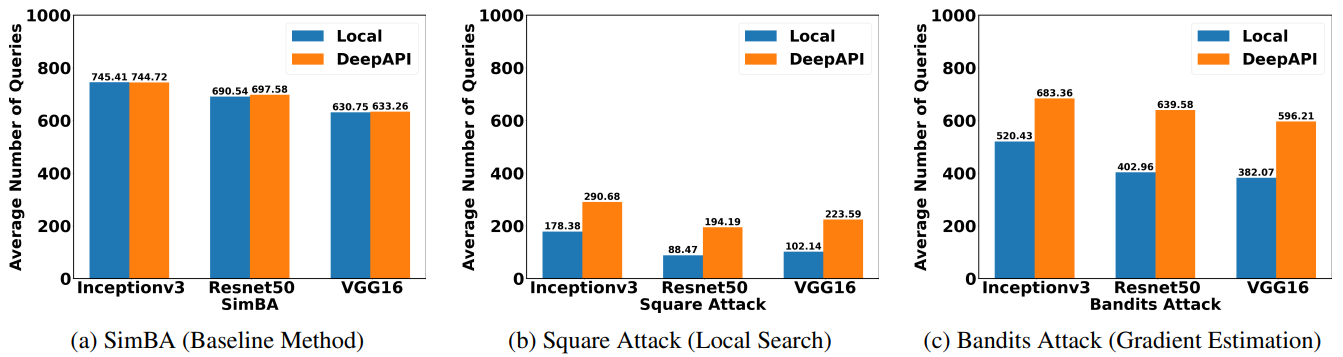 Average Number of Queries
1000
800
600
400
200
0
Local
DeepAPI
745.41 744.72
690.54 697.58
630.75 633.26
Inceptionv3 Resnet50 VGG16
SimBA
(a) SimBA (Baseline Method)
Average Number of Queries
1000
800
600
400
200
0
Local
DeepAPI
178.38 290.68
88.47 194.19
102.14 223.59
Inceptionv3 Resnet50 VGG16
Square Attack
(b) Square Attack (Local Search)
Average Number of Queries
1000
800
600
400
200
0
Local
DeepAPI
520.43 683.36
402.96 639.58
382.07 596.21
Inceptionv3 Resnet50 VGG16
Bandits Attack
(c) Bandits Attack (Gradient Estimation)